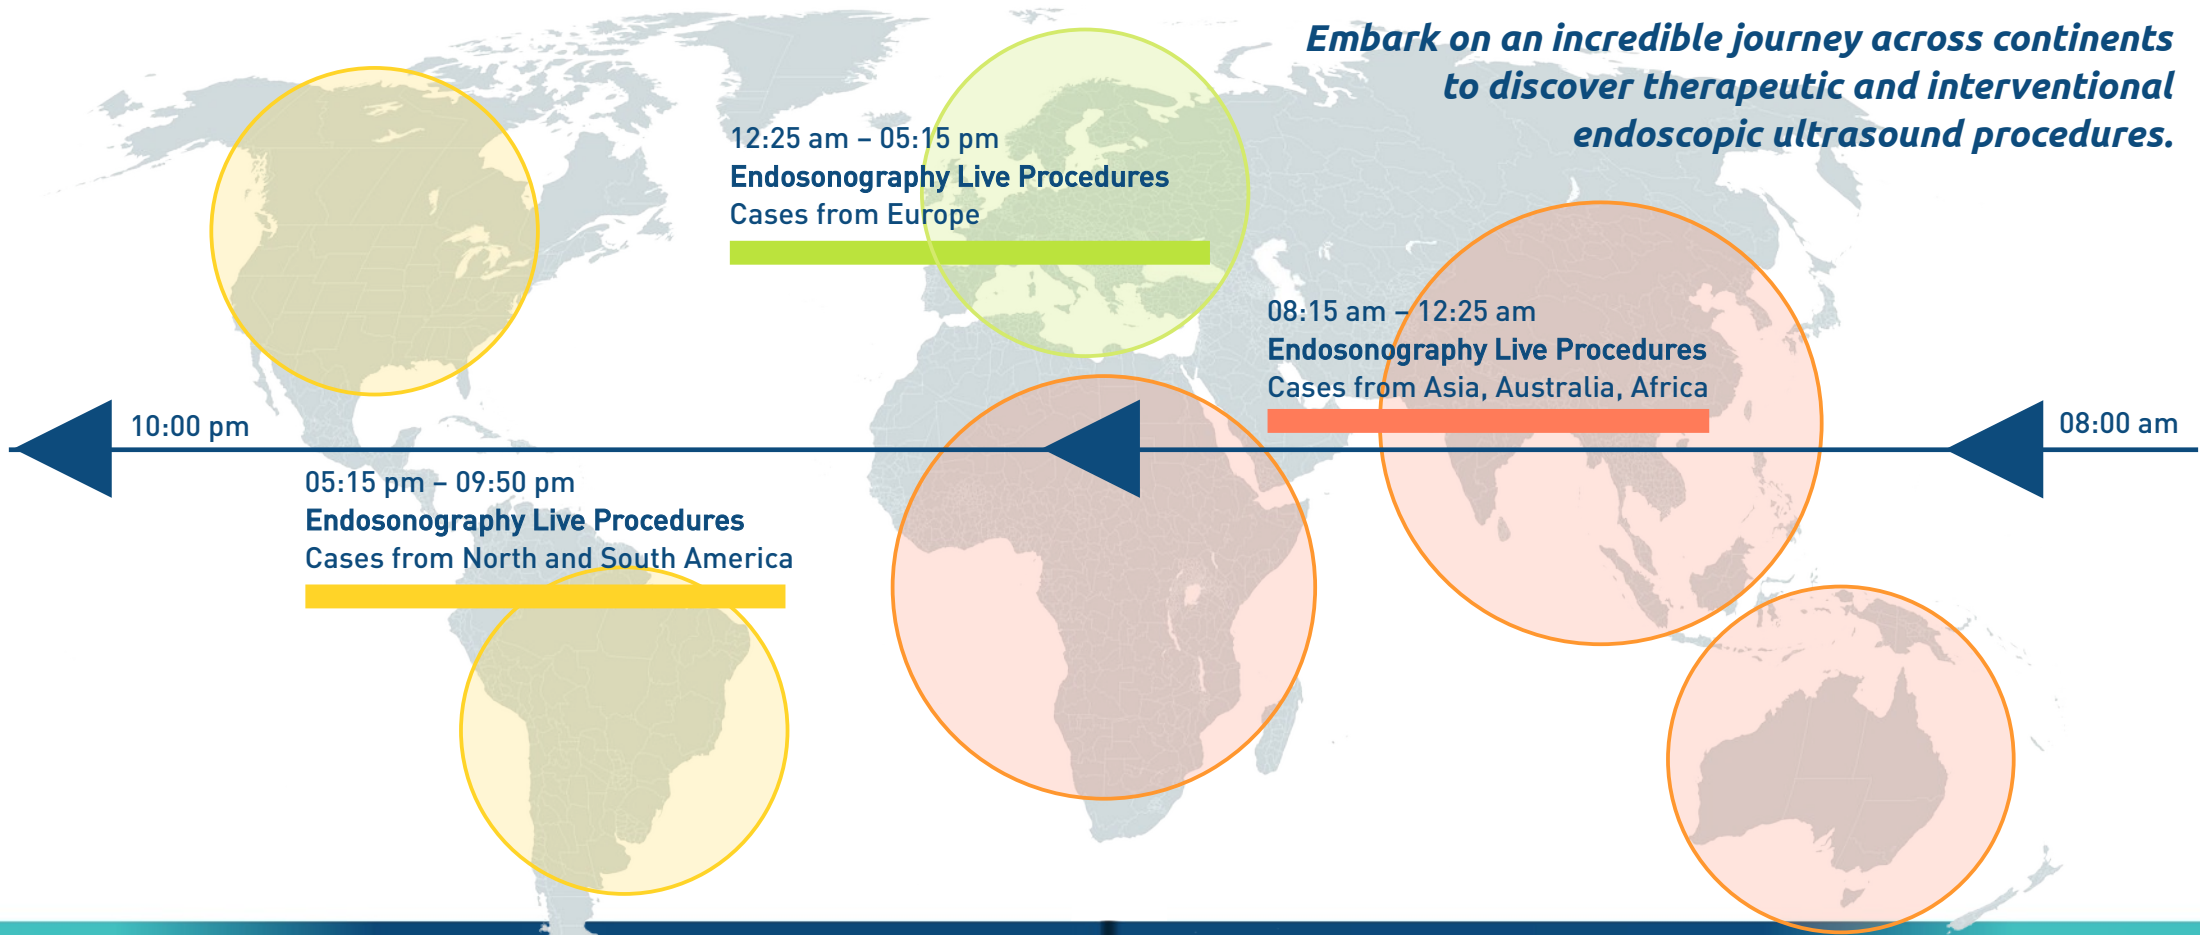 Embark on an incredible journey across continents
to discover therapeutic and interventional
endoscopic ultrasound procedures.
12:25 am – 05:15 pm
Endosonography Live Procedures
Cases from Europe
08:15 am – 12:25 am
Endosonography Live Procedures
Cases from Asia, Australia, Africa
10:00 pm
08:00 am
05:15 pm – 09:50 pm
Endosonography Live Procedures
Cases from North and South America